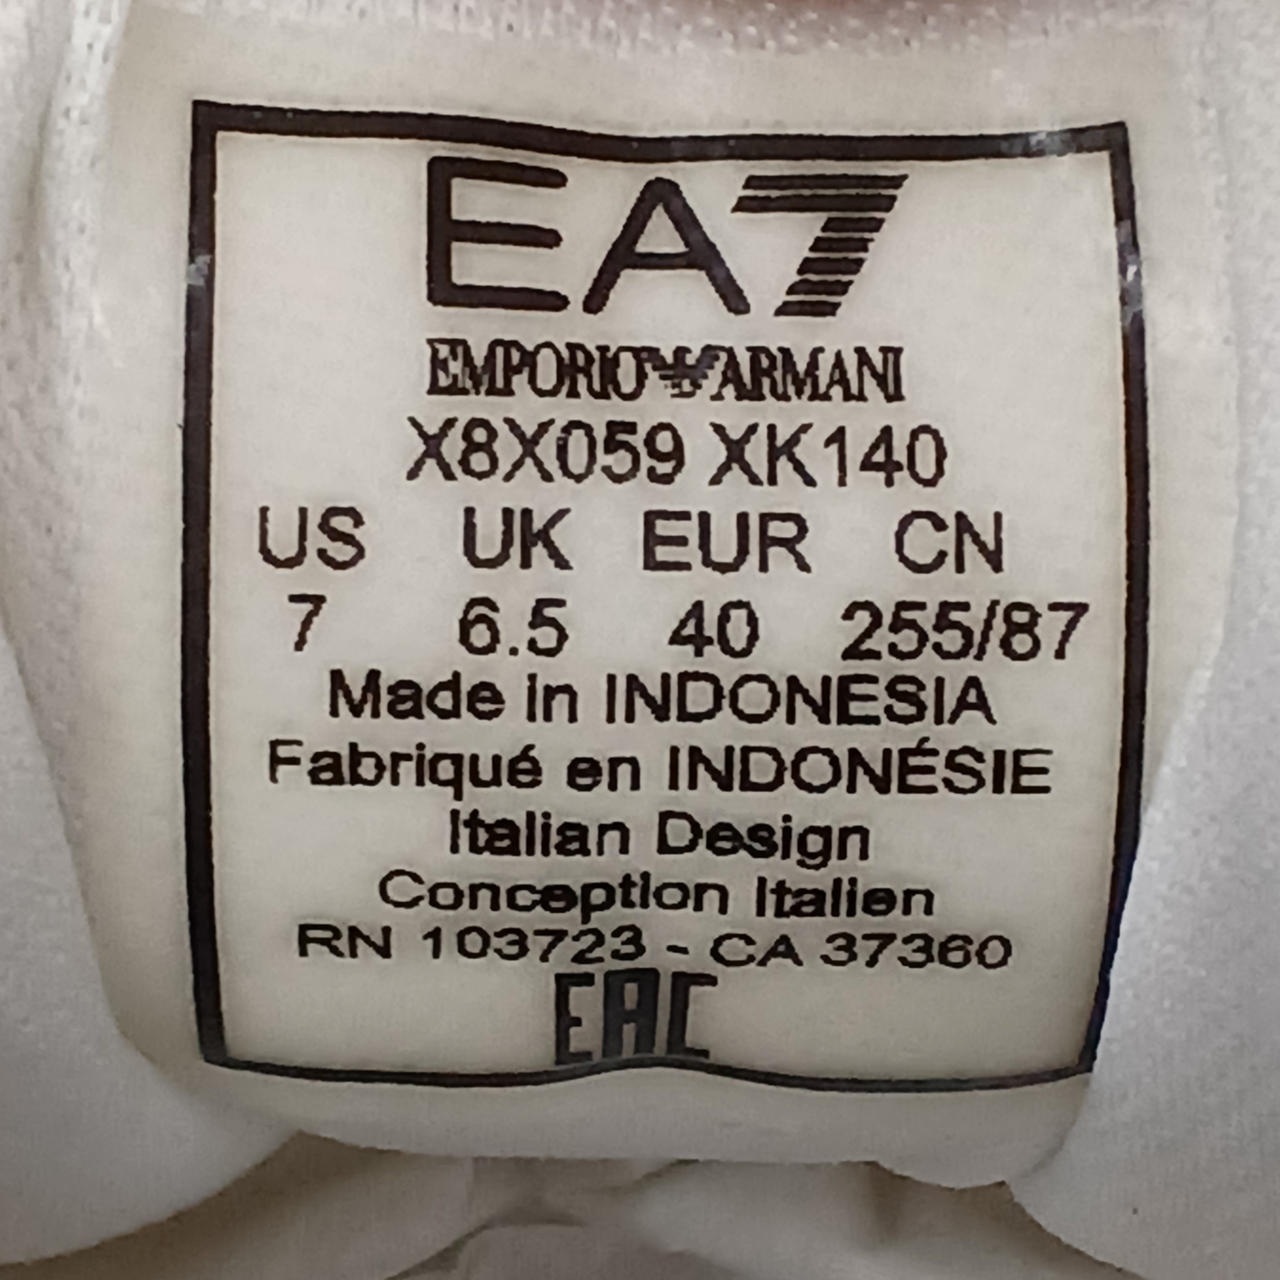 EA7
EMPORIO ARMANI
X8X059 XK140
US UK EUR CN
7 6.5 40 255/87
Made in INDONESIA
Fabriqué en INDONÉSIE
Italian Design
Conception Italien
RN 103723 - CA 37360
EAC